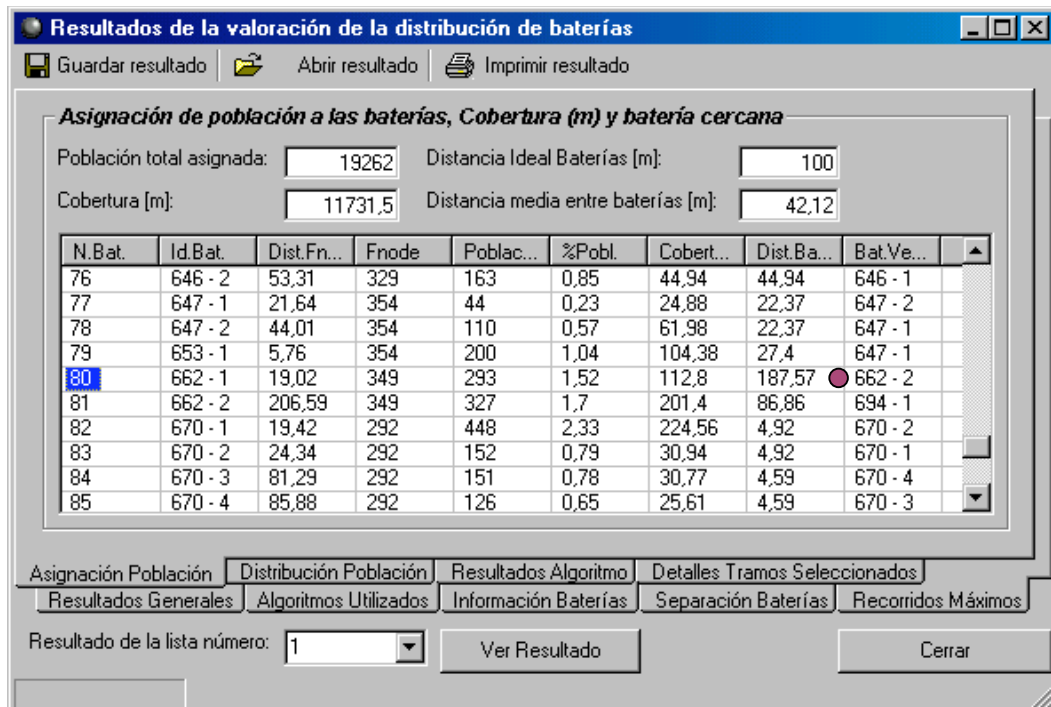 Resultados de la valoración de la distribución de baterías
Guardar resultado Abrir resultado Imprimir resultado
Asignación de población a las baterías, Cobertura (m) y batería cercana
Población total asignada: 19262 Distancia Ideal Baterías [m]: 100
Cobertura [m]: 11731,5 Distancia media entre baterías [m]: 42,12
N.Bat. Id.Bat. Dist.Fn... Fnode Poblac... %Pobl. Cobert... Dist.Ba... Bat.Ve...
76 646 - 2 53,31 329 163 0,85 44,94 44,94 646 - 1
77 647 - 1 21,64 354 44 0,23 24,88 22,37 647 - 2
78 647 - 2 44,01 354 110 0,57 61,98 22,37 647 - 1
79 653 - 1 5,76 354 200 1,04 104,38 27,4 647 - 1
80 662 - 1 19,02 349 293 1,52 112,8 187,57 662 - 2
81 662 - 2 206,59 349 327 1,7 201,4 86,86 694 - 1
82 670 - 1 19,42 292 448 2,33 224,56 4,92 670 - 2
83 670 - 2 24,34 292 152 0,79 30,94 4,92 670 - 1
84 670 - 3 81,29 292 151 0,78 30,77 4,59 670 - 4
85 670 - 4 85,88 292 126 0,65 25,61 4,59 670 - 3
Asignación Población Distribución Población Resultados Algoritmo Detalles Tramos Seleccionados
Resultados Generales Algoritmos Utilizados Información Baterías Separación Baterías Recorridos Máximos
Resultado de la lista número: 1 Ver Resultado Cerrar